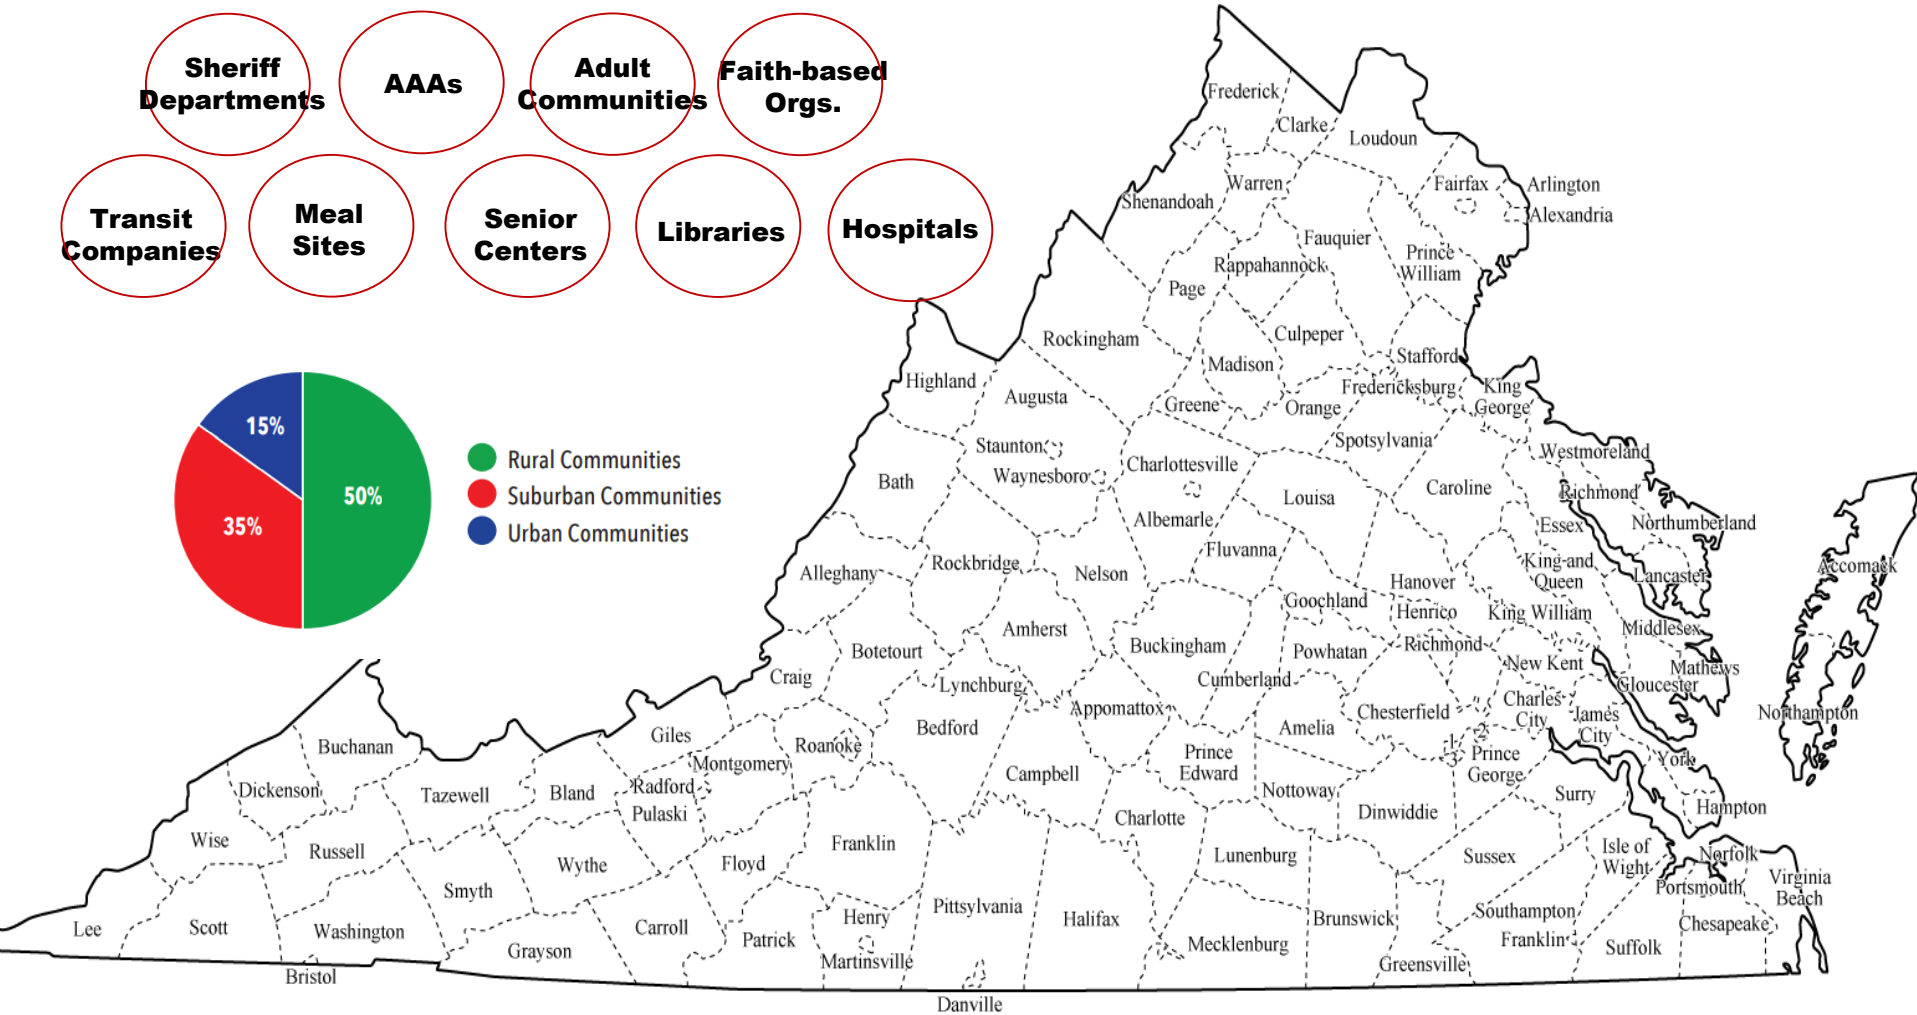 Sheriff
Departments
AAAs
Adult
Communities
Faith-based
Orgs.
Transit
Companies
Meal
Sites
Senior
Centers
Libraries
Hospitals
15%
50%
35%
Rural Communities
Suburban Communities
Urban Communities
Frederick
Clarke
Loudoun
Warren
Fairfax
Arlington
Shenandoah
Alexandria
Fauquier
Prince
William
Rappahannock
Page
Rockingham
Culpeper
Madison
Stafford
Highland
Augusta
Greene
Orange
Fredericksburg
King
George
Staunton
Waynesboro
Charlottesville
Spotsylvania
Westmoreland
Bath
Louisa
Caroline
Richmond
Albemarle
Essex
Northumberland
Fluvanna
Alleghany
Rockbridge
Nelson
Hanover
King and
Queen
Lancaster
Accomack
Goochland
Henrico
King William
Amherst
Buckingham
Powhatan
Richmond
Middlesex
Botetourt
Craig
Lynchburg
Cumberland
New Kent
Mathews
Gloucester
Appomattox
Charles
City
James
City
Northampton
Bedford
Amelia
Chesterfield
Buchanan
Giles
Roanoke
Montgomery
Campbell
Prince
Edward
1
2
3
Prince
George
York
Dickenson
Tazewell
Bland
Radford
Pulaski
Nottoway
Surry
Hampton
Charlotte
Dinwiddie
Wise
Russell
Wythe
Floyd
Franklin
Lunenburg
Sussex
Isle of
Wight
Norfolk
Portsmouth
Virginia
Beach
Smyth
Lee
Scott
Washington
Grayson
Carroll
Patrick
Henry
Martinsville
Pittsylvania
Halifax
Mecklenburg
Brunswick
Southampton
Franklin
Greensville
Suffolk
Chesapeake
Bristol
Danville